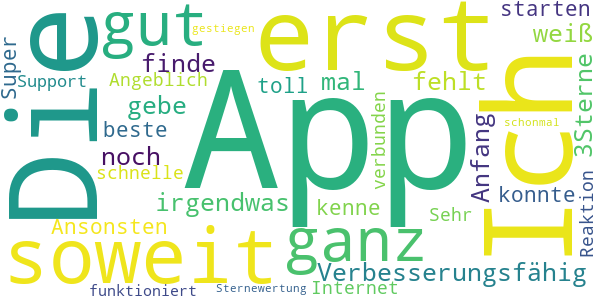 Die
gut
erst
starten
weiß
gestiegen
Super
Support
finde
Angeblich
toll
mal
fehlt
gebe
beste
App
Ich
3Sterne
noch
schnelle
verbunden
Anfang
schonmal
irgendwas
kenne
Sehr
konnte
Reaktion
Ansonsten
soweit
ganz
Verbesserungsfähig
funktioniert
Sternewertung
Internet